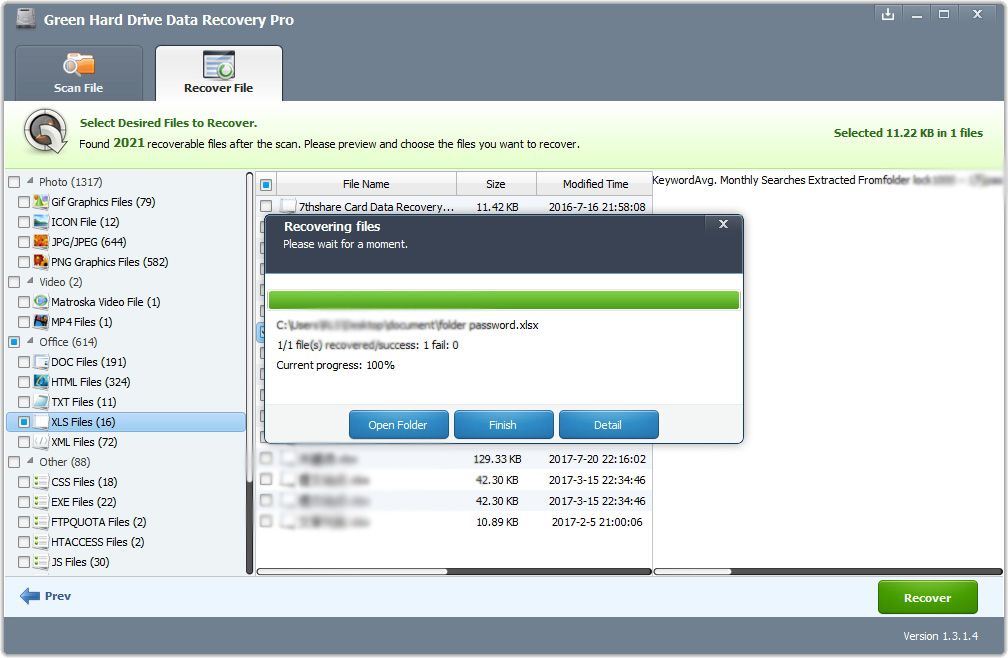 Green Hard Drive Data Recovery Pro
Scan File
Recover File
Select Desired Files to Recover.
Found 2021 recoverable files after the scan. Please preview and choose the files you want to recover.
Selected 11.22 KB in 1 files
Photo (1317)
Gif Graphics Files (79)
ICON File (12)
JPG/JPEG (644)
PNG Graphics Files (582)
Video (2)
Matroska Video File (1)
MP4 Files (1)
Office (614)
DOC Files (191)
HTML Files (324)
TXT Files (11)
XLS Files (16)
XML Files (72)
Other (88)
CSS Files (18)
EXE Files (22)
FTPQUOTA Files (2)
HTACCESS Files (2)
JS Files (30)
File Name Size Modified Time
7thshare Card Data Recovery... 11.42 KB 2016-7-16 21:58:08
129.33 KB 2017-7-20 22:16:02
42.30 KB 2017-3-15 22:34:46
42.30 KB 2017-3-15 22:34:46
10.89 KB 2017-2-5 21:00:06
KeywordAvg. Monthly Searches Extracted Fromfolder lock
Recovering files
X
Please wait for a moment.
C:\Users\ Desktop\document\folder password.xlsx
1/1 file(s) recovered/success: 1 fail: 0
Current progress: 100%
Open Folder
Finish
Detail
Prev
Recover
Version 1.3.1.4